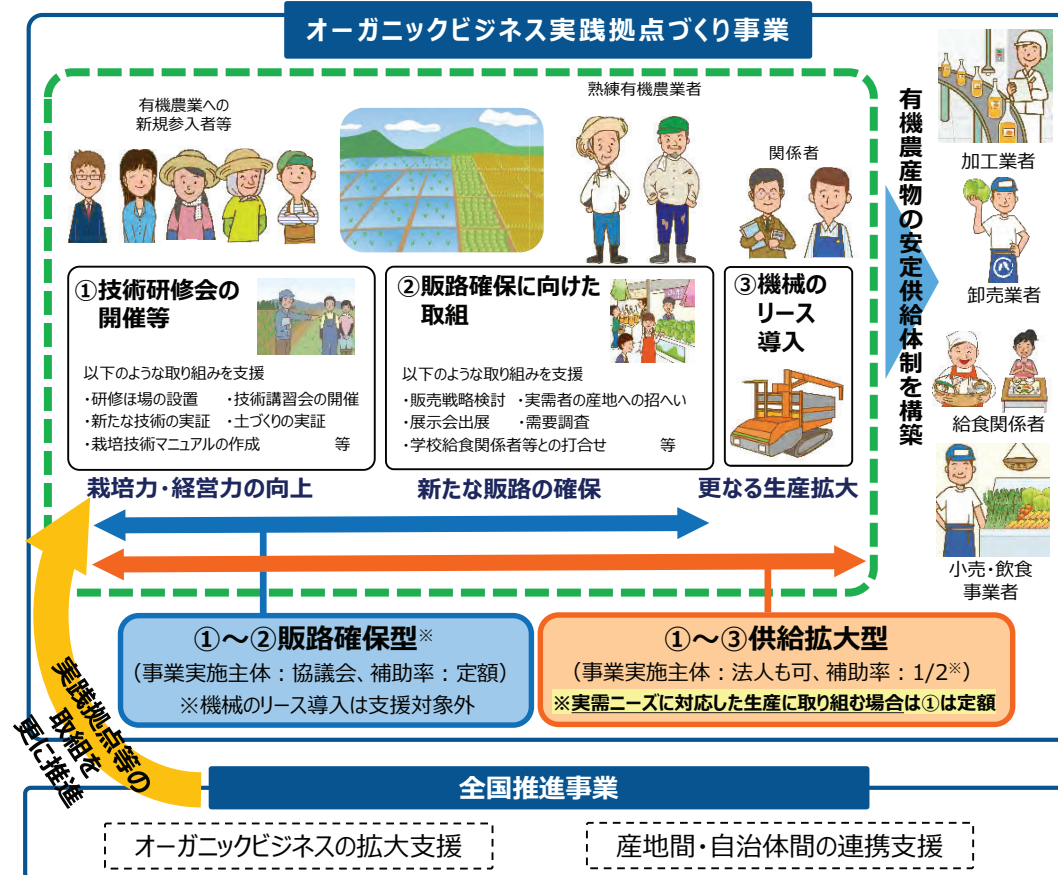 オーガニックビジネス実践拠点づくり事業
有機農業への
新規参入者等
熟練有機農業者
関係者
①技術研修会の
開催等
以下のような取り組みを支援
・研修ほ場の設置　・技術講習会の開催
・新たな技術の実証　・土づくりの実証
・栽培技術マニュアルの作成　等
②販路確保に向けた
取組
以下のような取り組みを支援
・販売戦略検討　・実需者の産地への招へい
・展示会出展　・需要調査
・学校給食関係者等との打合せ　等
③機械の
リース
導入
栽培力・経営力の向上
新たな販路の確保
更なる生産拡大
有機農産物の安定供給体制を構築
加工業者
卸売業者
給食関係者
小売・飲食
事業者
①～②販路確保型※
（事業実施主体：協議会、補助率：定額）
※機械のリース導入は支援対象外
①～③供給拡大型
（事業実施主体：法人も可、補助率：1/2※）
※実需ニーズに対応した生産に取り組む場合は①は定額
実践拠点等の
取組を
更に推進
全国推進事業
オーガニックビジネスの拡大支援
産地間・自治体間の連携支援